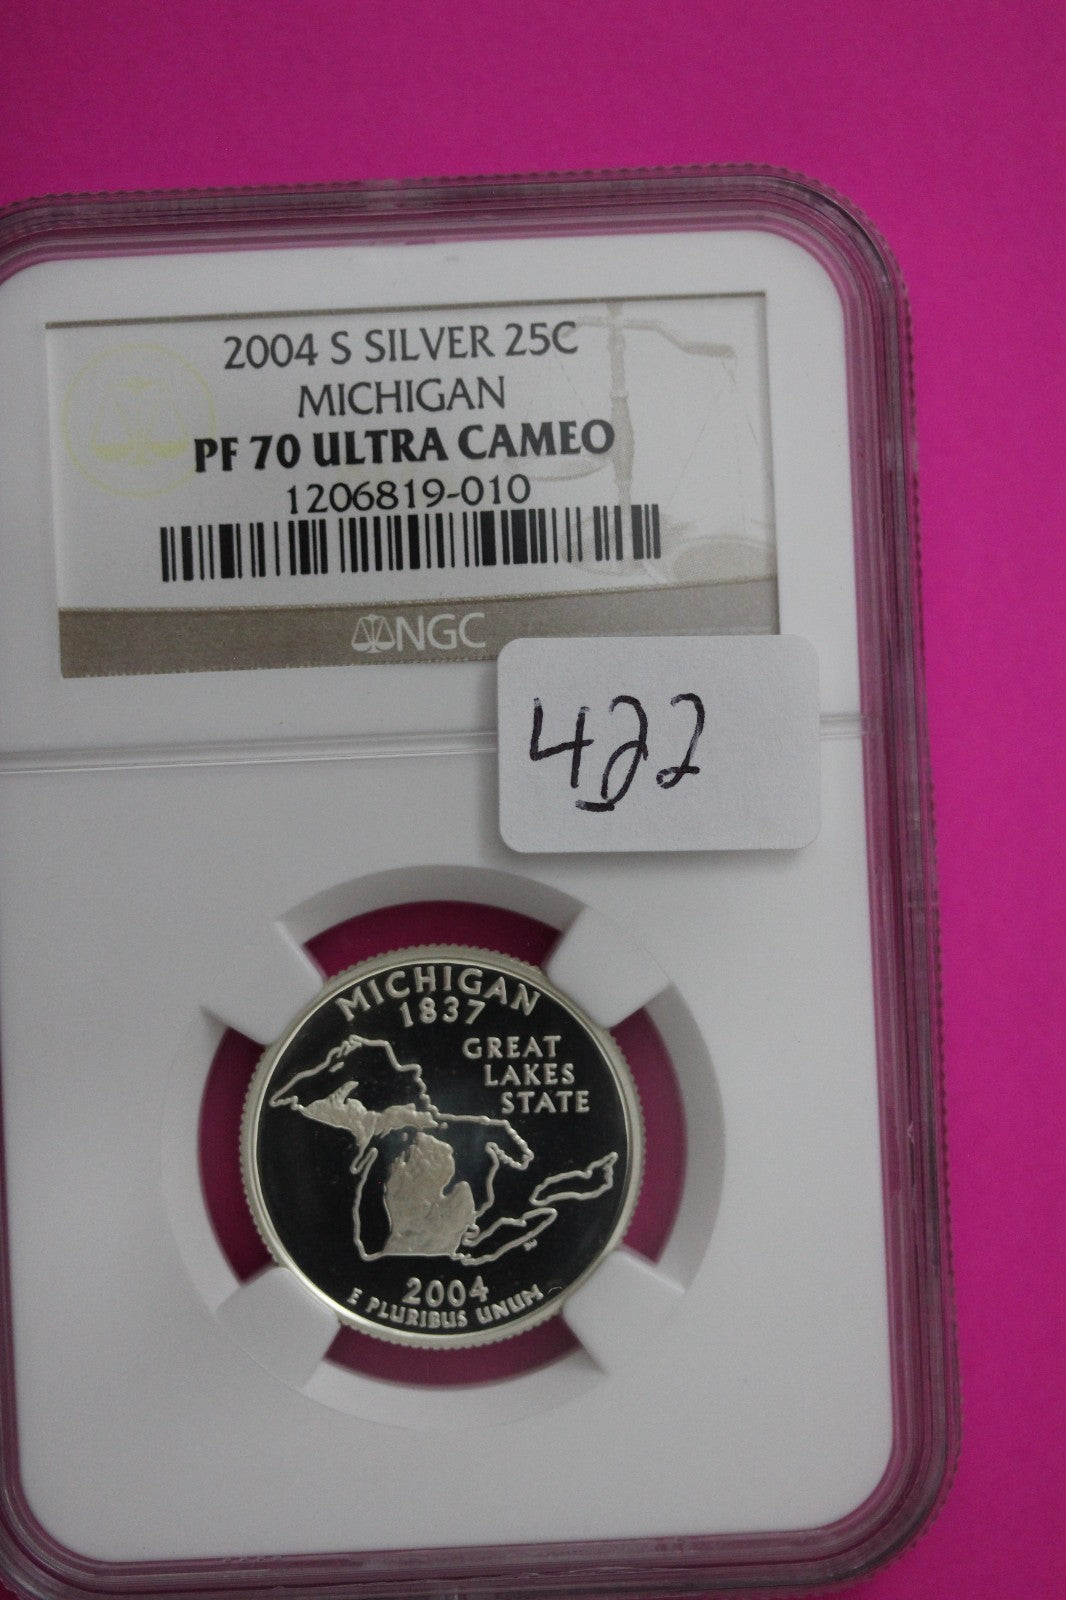 2004 S SILVER 25C
MICHIGAN
PF 70 ULTRA CAMEO
1206819-010
NGC
422
MICHIGAN
1837
GREAT
LAKES
STATE
2004
E PLURIBUS UNUM